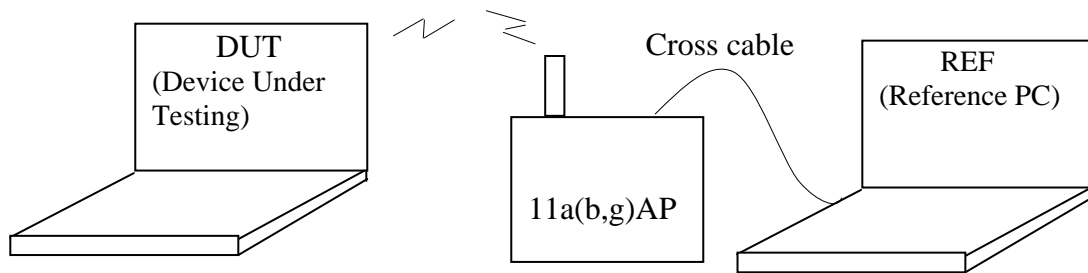 DUT
(Device Under
Testing)
Cross cable
REF
(Reference PC)
11a(b,g)AP